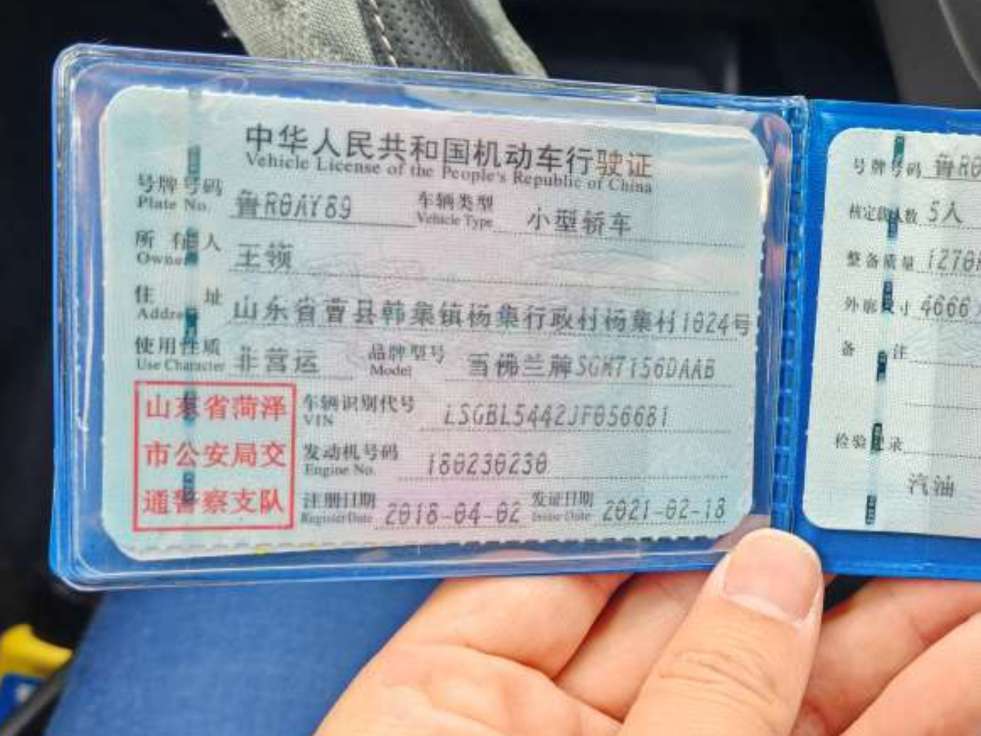 中华人民共和国机动车行驶证
Vehicle License of the People's Republic of China
号牌号码 鲁R0AY89 车辆类型 小型轿车
Plate No. Vehicle Type
所有人 王领
Owner
住址 山东省曹县韩集镇杨集行政村杨集村1024号
Address
使用性质 非营运 品牌型号 雪佛兰牌SGM7156DAAB
Use Character Model
山东省菏泽
市公安局交
通警察支队
车辆识别代号 LSGBL5442JF056681
VIN
发动机号码 180230230
Engine No.
注册日期 2018-04-02 发证日期 2021-02-18
Register Date Issue Date
号牌号码 鲁R0
核定载人数 5人
整备质量 1270
外廓尺寸 4666
备注
检验记录
汽油